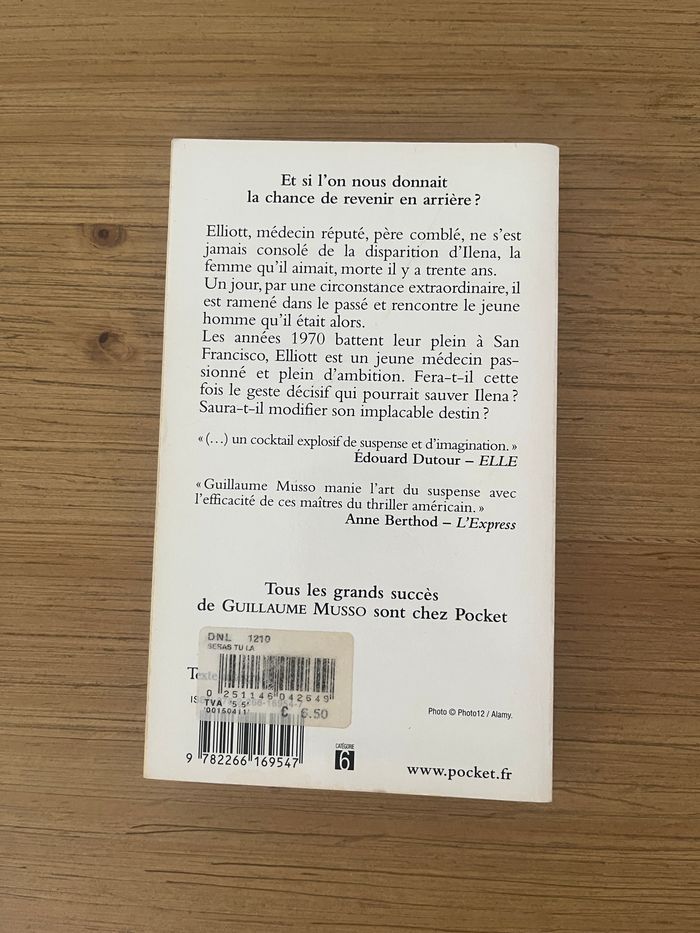 Et si l'on nous donnait
la chance de revenir en arrière ?
Elliott, médecin réputé, père comblé, ne s'est
jamais consolé de la disparition d'Ilena, la
femme qu'il aimait, morte il y a trente ans.
Un jour, par une circonstance extraordinaire, il
est ramené dans le passé et rencontre le jeune
homme qu'il était alors.
Les années 1970 battent leur plein à San
Francisco, Elliott est un jeune médecin pas-
sionné et plein d'ambition. Fera-t-il cette
fois le geste décisif qui pourrait sauver Ilena ?
Saura-t-il modifier son implacable destin ?
« (…) un cocktail explosif de suspense et d'imagination. »
Édouard Dutour – ELLE
« Guillaume Musso manie l'art du suspense avec
l'efficacité de ces maîtres du thriller américain. »
Anne Berthod – L'Express
Tous les grands succès
de GUILLAUME MUSSO sont chez Pocket
DNL 1210
SERAS TU LA
0 251146 042649
TVA 5.5
00150411
€ 6.50
Photo © Photo12 / Alamy.
9 782266 169547
CATÉGORIE
6
www.pocket.fr